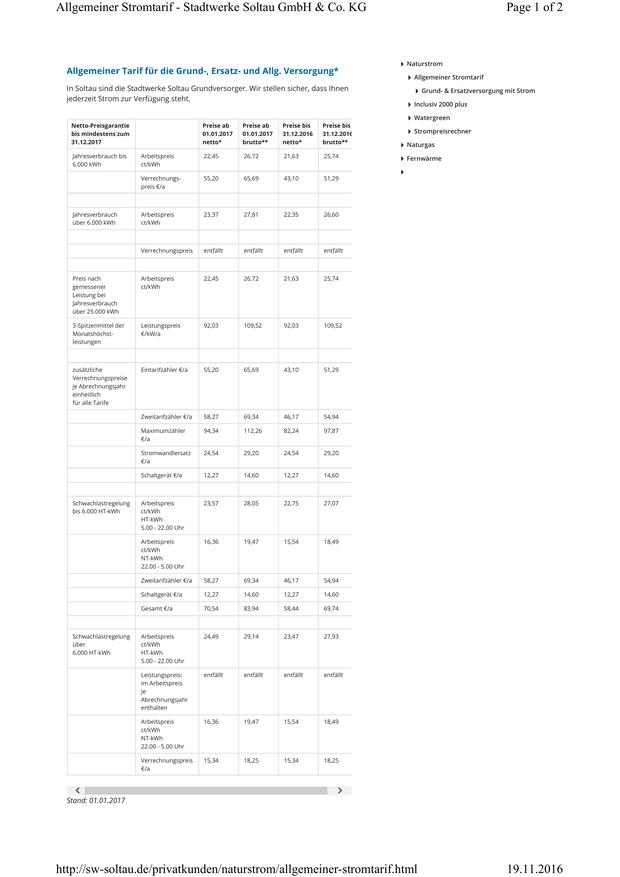 Allgemeiner Stromtarif - Stadtwerke Soltau GmbH & Co. KG Page 1 of 2
Allgemeiner Tarif für die Grund-, Ersatz- und Allg. Versorgung*
In Soltau sind die Stadtwerke Soltau Grundversorger. Wir stellen sicher, dass Ihnen
jederzeit Strom zur Verfügung steht.
Naturstrom
Allgemeiner Stromtarif
Grund- & Ersatzversorgung mit Strom
Inclusiv 2000 plus
Watergreen
Strompreisrechner
Naturgas
Fernwärme
Netto-Preisgarantie Preise ab Preise ab Preise bis Preise bis
bis mindestens zum 01.01.2017 01.01.2017 31.12.2016 31.12.2016
31.12.2017 netto* brutto** netto* brutto**
Jahresverbrauch bis Arbeitspreis 22,45 26,72 21,63 25,74
6.000 kWh ct/kWh
Verrechnungs- 55,20 65,69 43,10 51,29
preis €/a
Jahresverbrauch Arbeitspreis 23,37 27,81 22,35 26,60
über 6.000 kWh ct/kWh
Verrechnungspreis entfällt entfällt entfällt entfällt
Preis nach Arbeitspreis 22,45 26,72 21,63 25,74
gemessener ct/kWh
Leistung bei
Jahresverbrauch
über 25.000 kWh
3-Spitzenmittel der Leistungspreis 92,03 109,52 92,03 109,52
Monatshöchst- €/kW/a
leistungen
zusätzliche Eintarifzähler €/a 55,20 65,69 43,10 51,29
Verrechnungspreise
je Abrechnungsjahr
einheitlich
für alle Tarife
Zweitarifzähler €/a 58,27 69,34 46,17 54,94
Maximumzähler 94,34 112,26 82,24 97,87
€/a
Stromwandlersatz 24,54 29,20 24,54 29,20
€/a
Schaltgerät €/a 12,27 14,60 12,27 14,60
Schwachlastregelung Arbeitspreis 23,57 28,05 22,75 27,07
bis 6.000 HT-kWh ct/kWh
HT-kWh
5.00 - 22.00 Uhr
Arbeitspreis 16,36 19,47 15,54 18,49
ct/kWh
NT-kWh
22.00 - 5.00 Uhr
Zweitarifzähler €/a 58,27 69,34 46,17 54,94
Schaltgerät €/a 12,27 14,60 12,27 14,60
Gesamt €/a 70,54 83,94 58,44 69,74
Schwachlastregelung Arbeitspreis 24,49 29,14 23,47 27,93
über ct/kWh
6.000 HT-kWh HT-kWh
5.00 - 22.00 Uhr
Leistungspreis: entfällt entfällt entfällt entfällt
im Arbeitspreis
je
Abrechnungsjahr
enthalten
Arbeitspreis 16,36 19,47 15,54 18,49
ct/kWh
NT-kWh
22.00 - 5.00 Uhr
Verrechnungspreis 15,34 18,25 15,34 18,25
€/a
Stand: 01.01.2017
http://sw-soltau.de/privatkunden/naturstrom/allgemeiner-stromtarif.html 19.11.2016